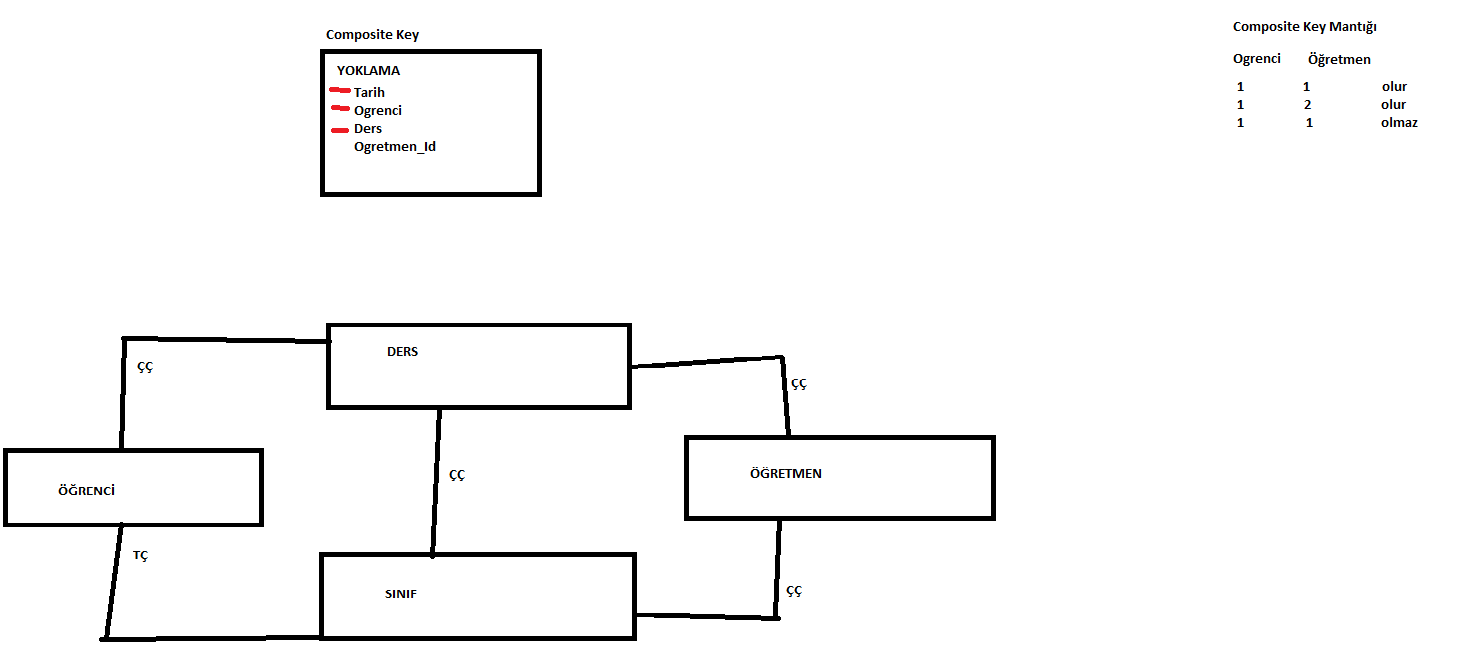 Composite Key
YOKLAMA
Tarih
Ogrenci
Ders
Ogretmen_Id
Composite Key Mantığı
Ogrenci Öğretmen
1 1 olur
1 2 olur
1 1 olmaz
DERS
ÇÇ
ÇÇ
ÇÇ
ÖĞRETMEN
ÖĞRENCİ
TÇ
SINIF
ÇÇ